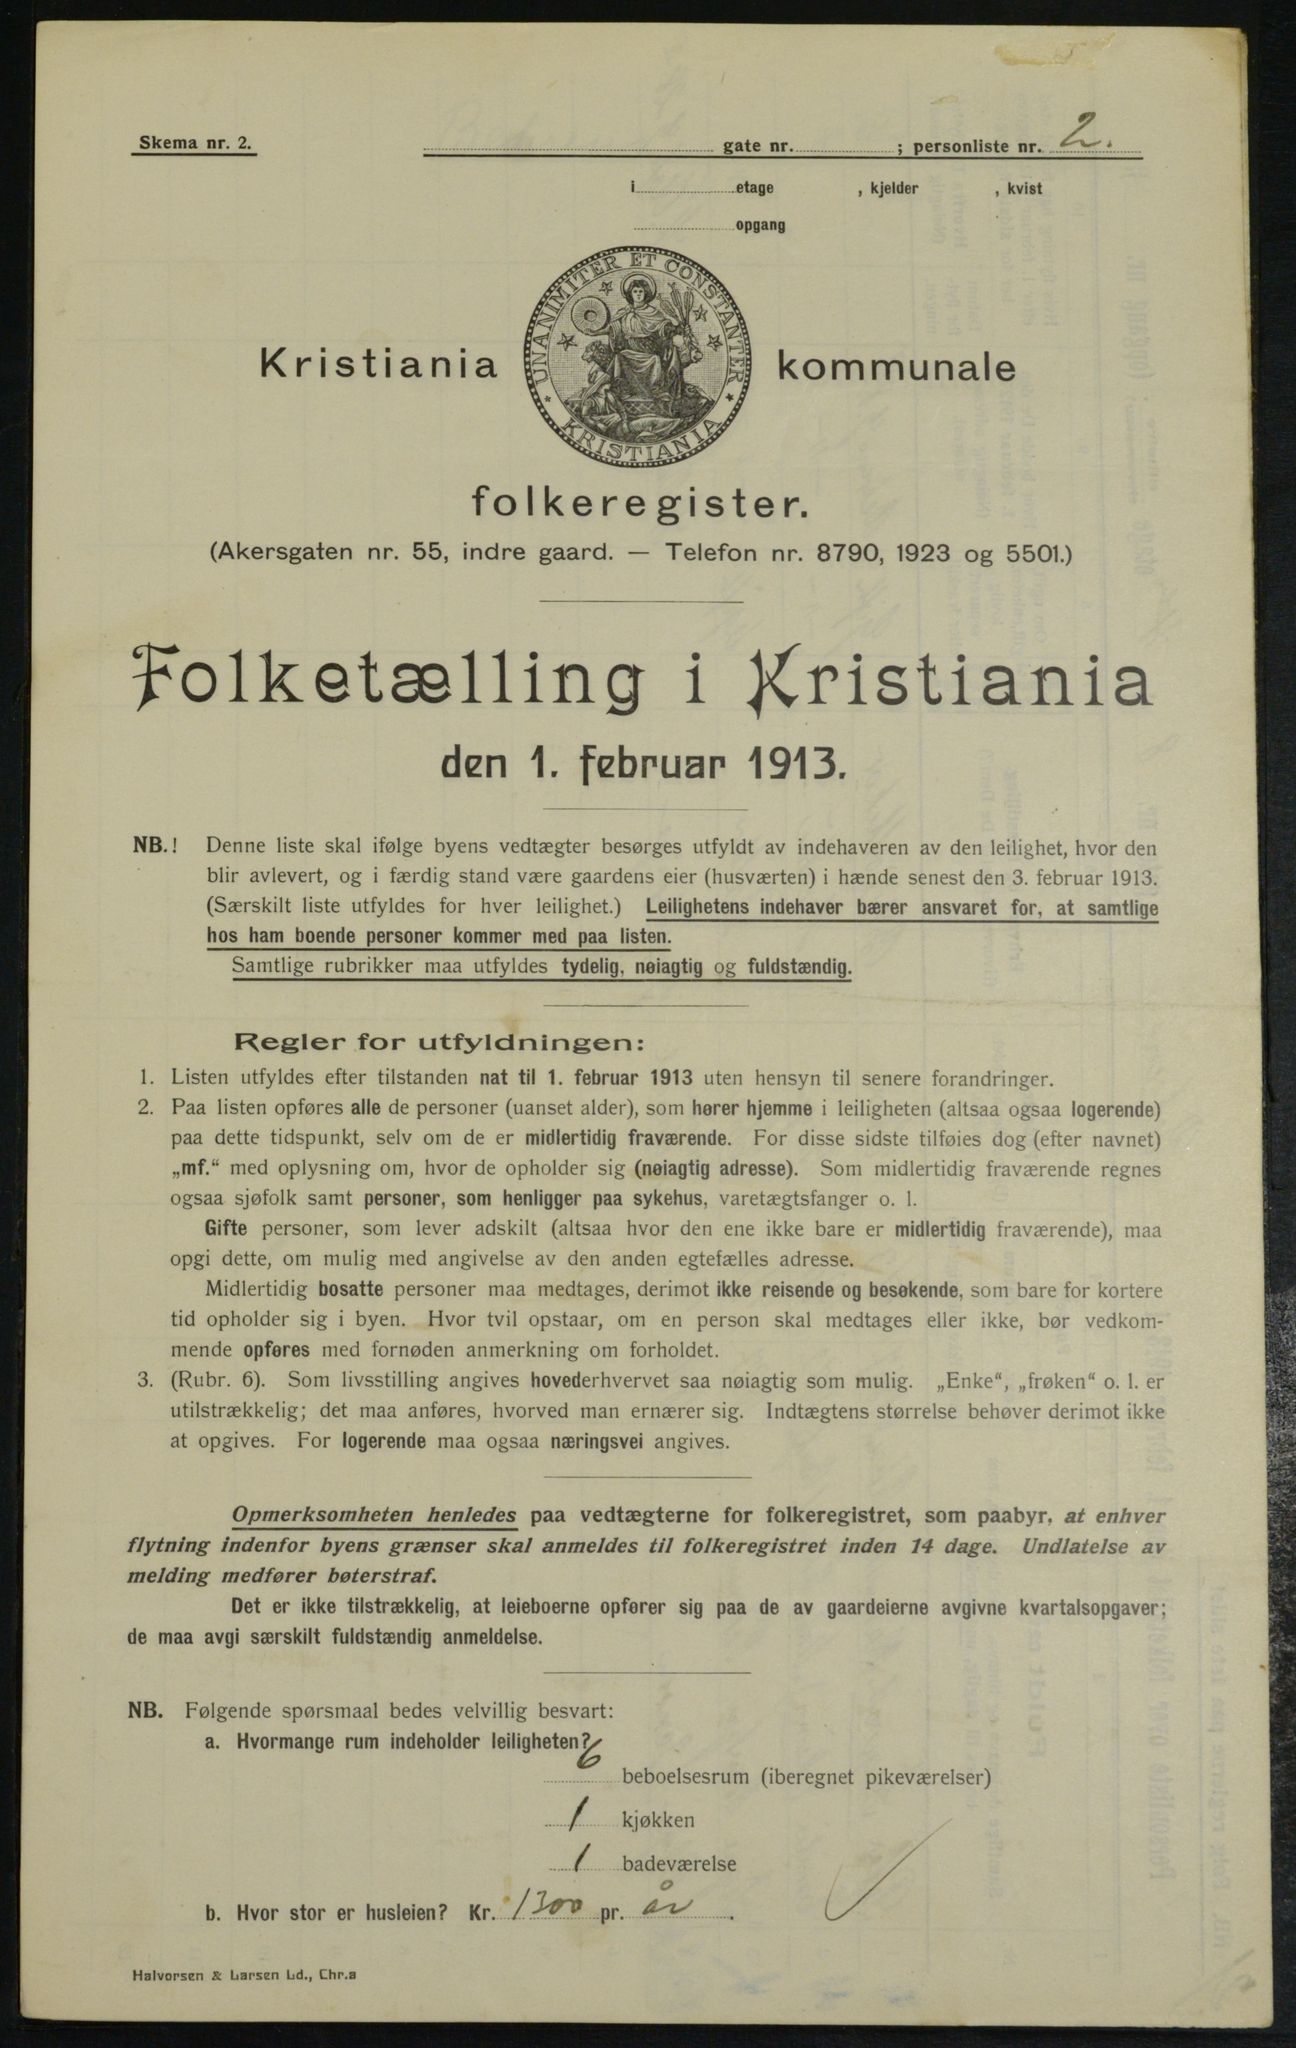 Skema nr. 2.
gate nr. ; personliste nr. 2.
i etage , kjelder , kvist
opgang
UNANIMITER ET CONSTANTER
KRISTIANIA
Kristiania kommunale
folkeregister.
(Akersgaten nr. 55, indre gaard. — Telefon nr. 8790, 1923 og 5501.)
Folketælling i Kristiania
den 1. februar 1913.
NB.! Denne liste skal ifølge byens vedtægter besørges utfyldt av indehaveren av den leilighet, hvor den
blir avlevert, og i færdig stand være gaardens eier (husværten) i hænde senest den 3. februar 1913.
(Særskilt liste utfyldes for hver leilighet.) Leilighetens indehaver bærer ansvaret for, at samtlige
hos ham boende personer kommer med paa listen.
Samtlige rubrikker maa utfyldes tydelig, nøiagtig og fuldstændig.
Regler for utfyldningen:
1. Listen utfyldes efter tilstanden nat til 1. februar 1913 uten hensyn til senere forandringer.
2. Paa listen opføres alle de personer (uanset alder), som hører hjemme i leiligheten (altsaa ogsaa logerende)
paa dette tidspunkt, selv om de er midlertidig fraværende. For disse sidste tilføies dog (efter navnet)
„mf.“ med oplysning om, hvor de opholder sig (nøiagtig adresse). Som midlertidig fraværende regnes
ogsaa sjøfolk samt personer, som henligger paa sykehus, varetægtsfanger o. l.
Gifte personer, som lever adskilt (altsaa hvor den ene ikke bare er midlertidig fraværende), maa
opgi dette, om mulig med angivelse av den anden egtefælles adresse.
Midlertidig bosatte personer maa medtages, derimot ikke reisende og besøkende, som bare for kortere
tid opholder sig i byen. Hvor tvil opstaar, om en person skal medtages eller ikke, bør vedkom-
mende opføres med fornøden anmerkning om forholdet.
3. (Rubr. 6). Som livsstilling angives hovederhvervet saa nøiagtig som mulig. „Enke“, „frøken“ o. l. er
utilstrækkelig; det maa anføres, hvorved man ernærer sig. Indtægtens størrelse behøver derimot ikke
at opgives. For logerende maa ogsaa næringsvei angives.
Opmerksomheten henledes paa vedtægterne for folkeregistret, som paabyr, at enhver
flytning indenfor byens grænser skal anmeldes til folkeregistret inden 14 dage. Undlatelse av
melding medfører bøterstraf.
Det er ikke tilstrækkelig, at leieboerne opfører sig paa de av gaardeierne avgivne kvartalsopgaver;
de maa avgi særskilt fuldstændig anmeldelse.
NB. Følgende spørsmaal bedes velvillig besvart:
a. Hvormange rum indeholder leiligheten?
6 beboelsesrum (iberegnet pikeværelser)
1 kjøkken
1 badeværelse
b. Hvor stor er husleien? Kr. 1300 pr. år.
Halvorsen & Larsen Ld., Chr.a